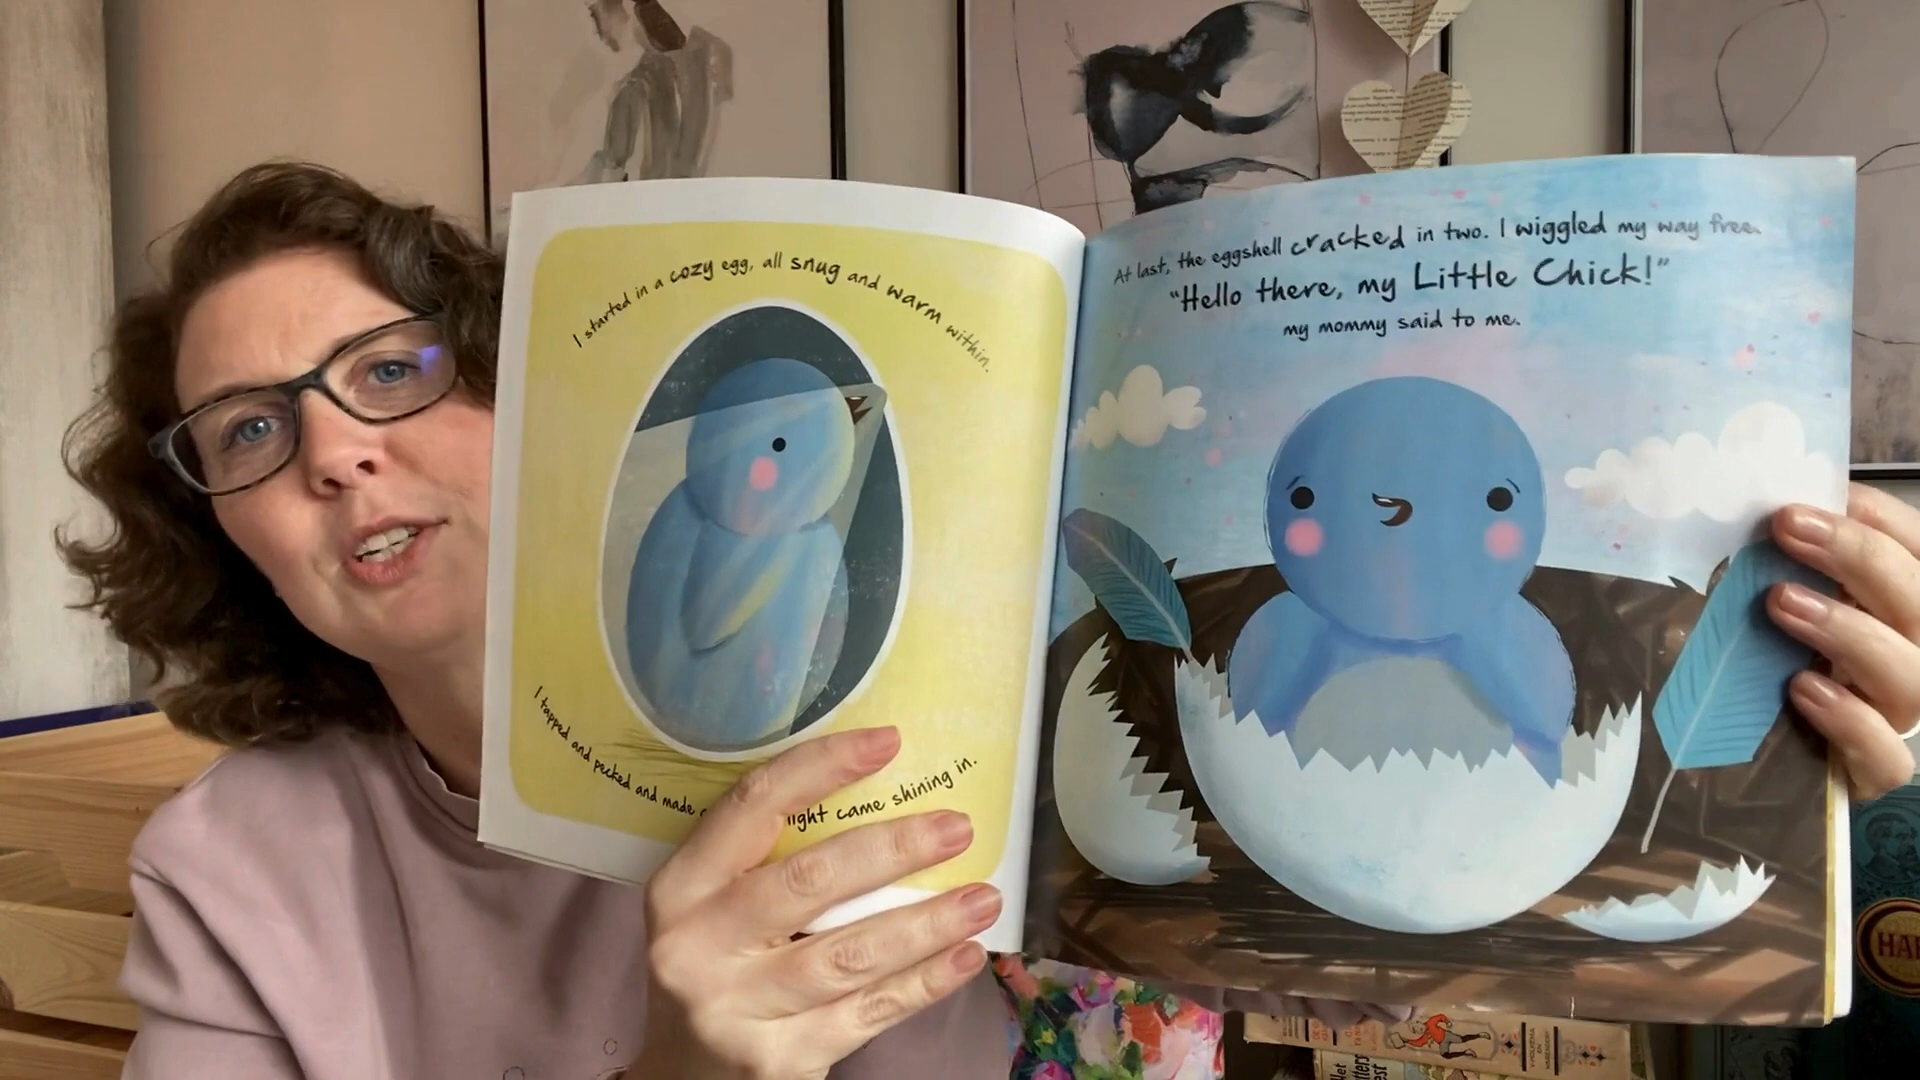 I started in a cozy egg, all snug and warm within.
I tapped and pecked and made
light came shining in.
At last, the eggshell cracked in two. I wiggled my way free.
"Hello there, my Little Chick!"
my mommy said to me.
HA